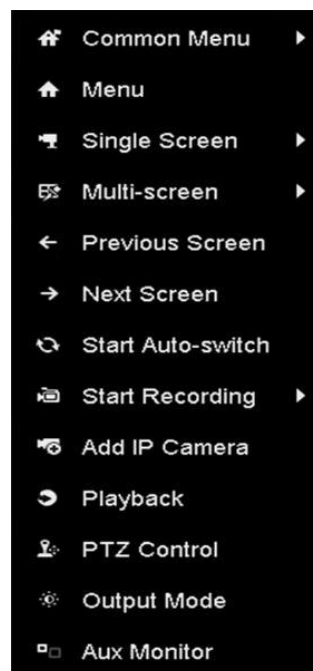 Common Menu
Menu
Single Screen
Multi-screen
Previous Screen
Next Screen
Start Auto-switch
Start Recording
Add IP Camera
Playback
PTZ Control
Output Mode
Aux Monitor